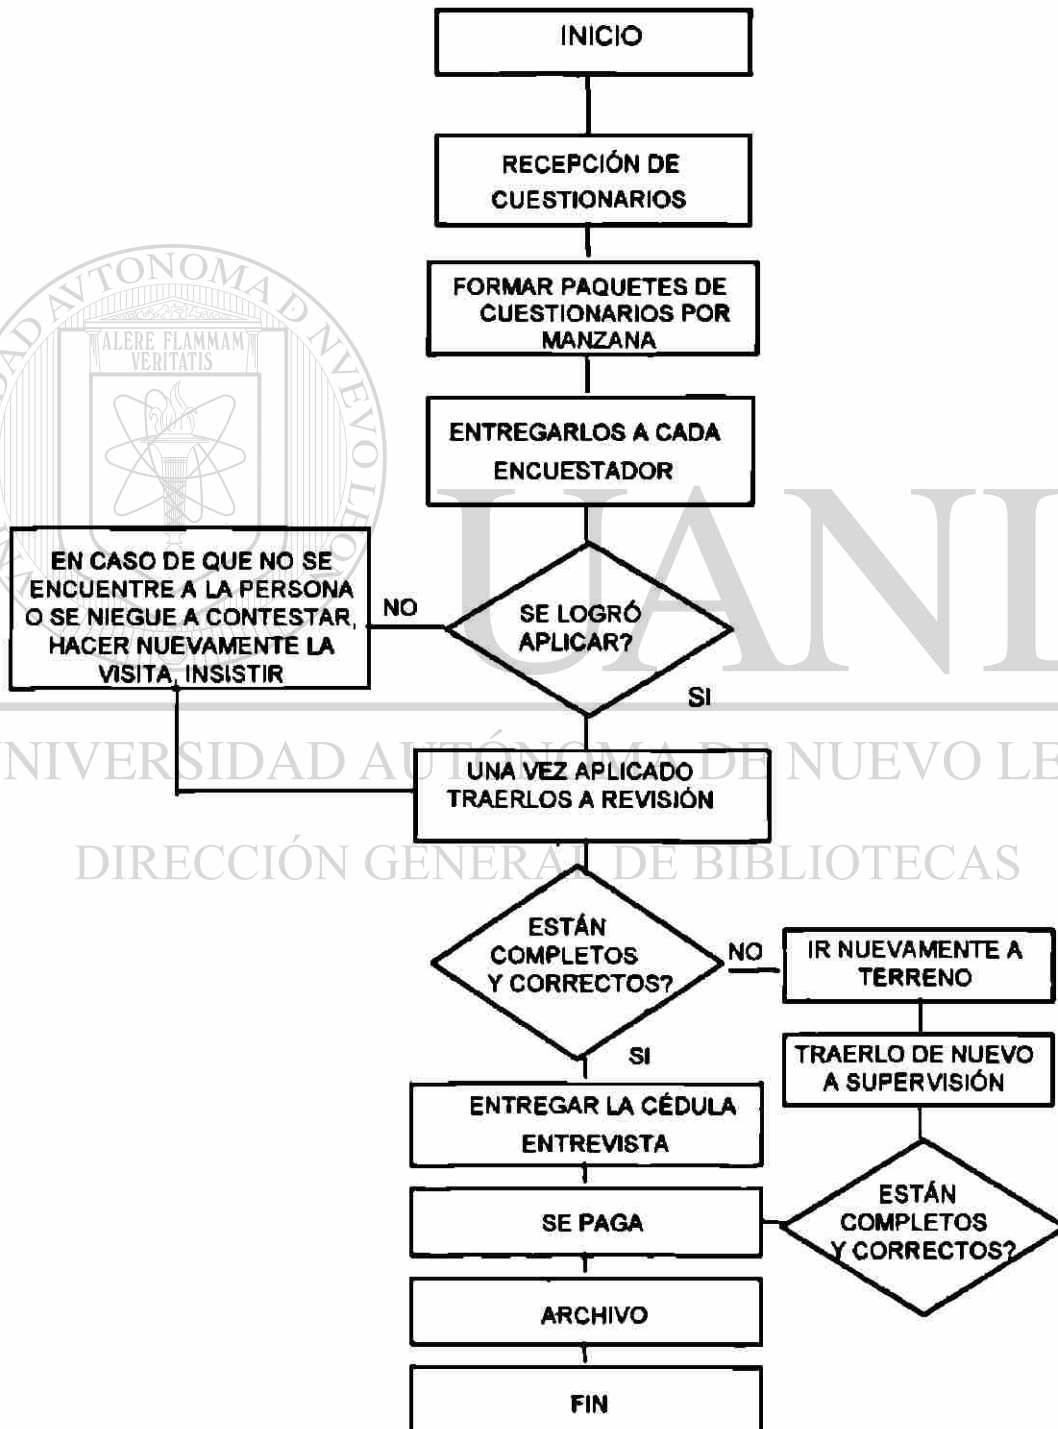 INICIO
RECEPCIÓN DE
CUESTIONARIOS
FORMAR PAQUETES DE
CUESTIONARIOS POR
MANZANA
ENTREGARLOS A CADA
ENCUESTADOR
SE LOGRÓ
APLICAR?
NO
EN CASO DE QUE NO SE
ENCUENTRE A LA PERSONA
O SE NIEGUE A CONTESTAR,
HACER NUEVAMENTE LA
VISITA, INSISTIR
SI
UNA VEZ APLICADO
TRAERLOS A REVISIÓN
ESTÁN
COMPLETOS
Y CORRECTOS?
NO
IR NUEVAMENTE A
TERRENO
TRAERLO DE NUEVO
A SUPERVISIÓN
ESTÁN
COMPLETOS
Y CORRECTOS?
SI
ENTREGAR LA CÉDULA
ENTREVISTA
SE PAGA
ARCHIVO
FIN
ALERE FLAMMAM
VERITATIS
UANL
NIVERSIDAD AUTÓNOMA DE NUEVO LE
DIRECCIÓN GENERAL DE BIBLIOTECAS